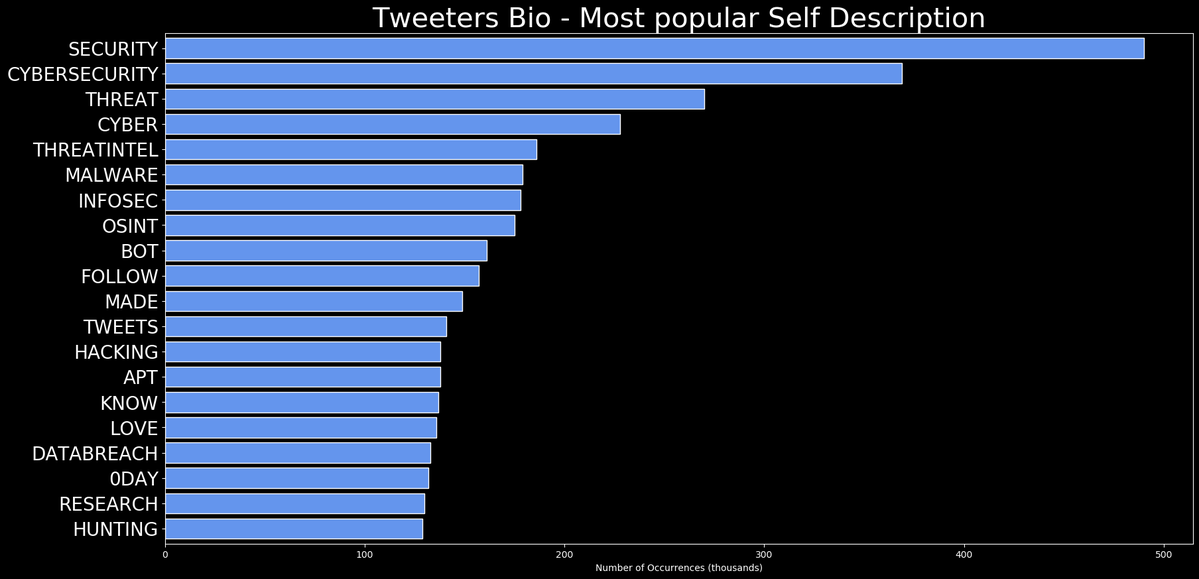 Tweeters Bio - Most popular Self Description
SECURITY
CYBERSECURITY
THREAT
CYBER
THREATINTEL
MALWARE
INFOSEC
OSINT
BOT
FOLLOW
MADE
TWEETS
HACKING
APT
KNOW
LOVE
DATABREACH
0DAY
RESEARCH
HUNTING
0 100 200 300 400 500
Number of Occurrences (thousands)